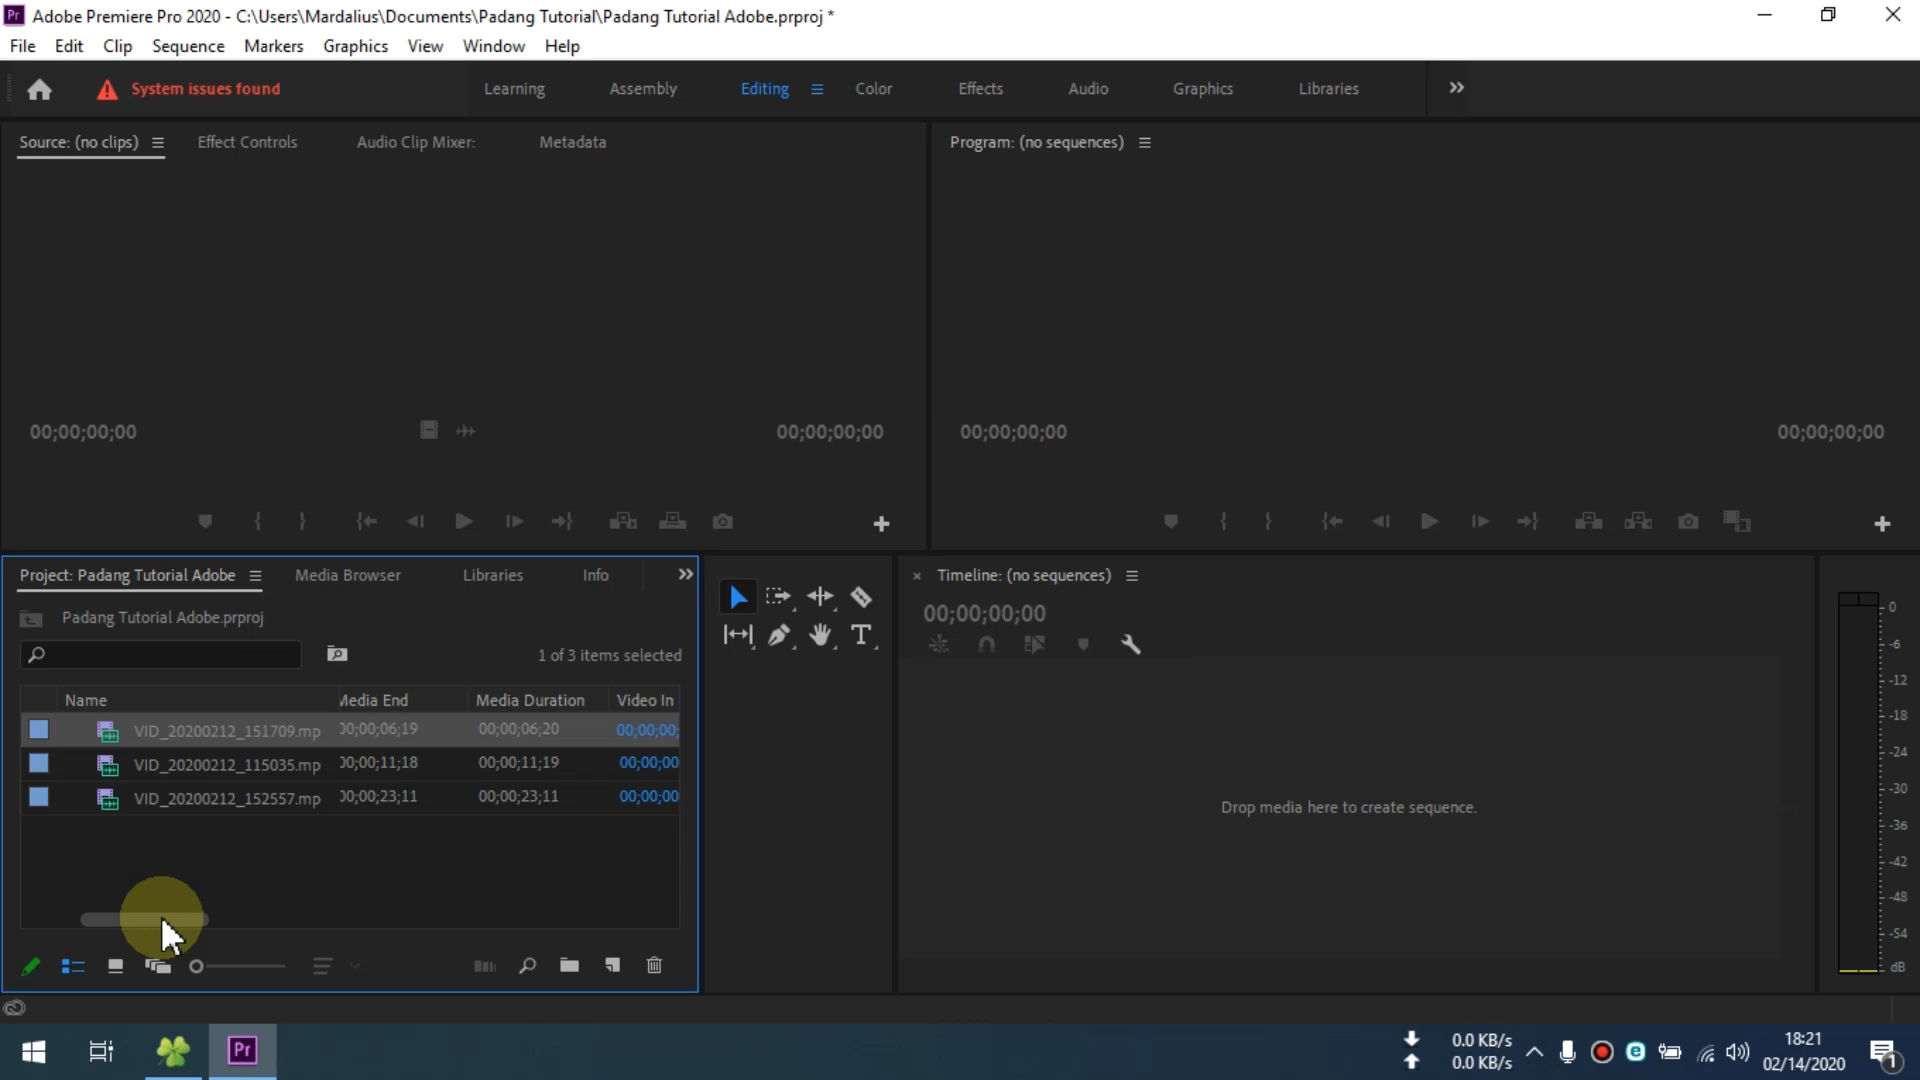 Pr Adobe Premiere Pro 2020 - C:\Users\Mardalius\Documents\Padang Tutorial\Padang Tutorial Adobe.prproj *
File Edit Clip Sequence Markers Graphics View Window Help
System issues found Learning Assembly Editing Color Effects Audio Graphics Libraries
Source: (no clips) Effect Controls Audio Clip Mixer: Metadata
Program: (no sequences)
00;00;00;00 00;00;00;00
00;00;00;00 00;00;00;00
Project: Padang Tutorial Adobe Media Browser Libraries Info
Padang Tutorial Adobe.prproj
1 of 3 items selected
Name Media End Media Duration Video In
VID_20200212_151709.mp 00;00;06;19 00;00;06;20 00;00;00;
VID_20200212_115035.mp 00;00;11;18 00;00;11;19 00;00;00
VID_20200212_152557.mp 00;00;23;11 00;00;23;11 00;00;00
× Timeline: (no sequences)
00;00;00;00
Drop media here to create sequence.
0
-6
-12
-18
-24
-30
-36
-42
-48
-54
dB
Pr
0.0 KB/s
0.0 KB/s
18:21
02/14/2020
1